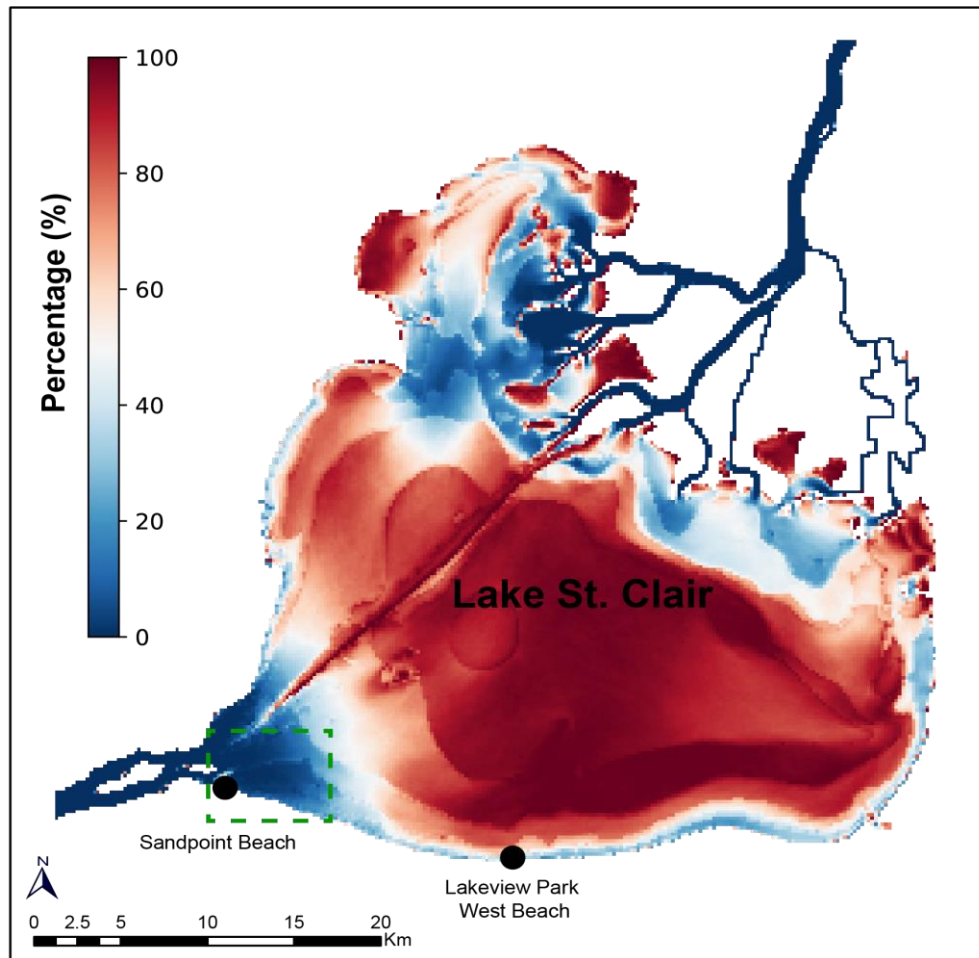 100
80
60
40
20
0
Percentage (%)
Lake St. Clair
Sandpoint Beach
Lakeview Park
West Beach
N
0 2.5 5 10 15 20
Km